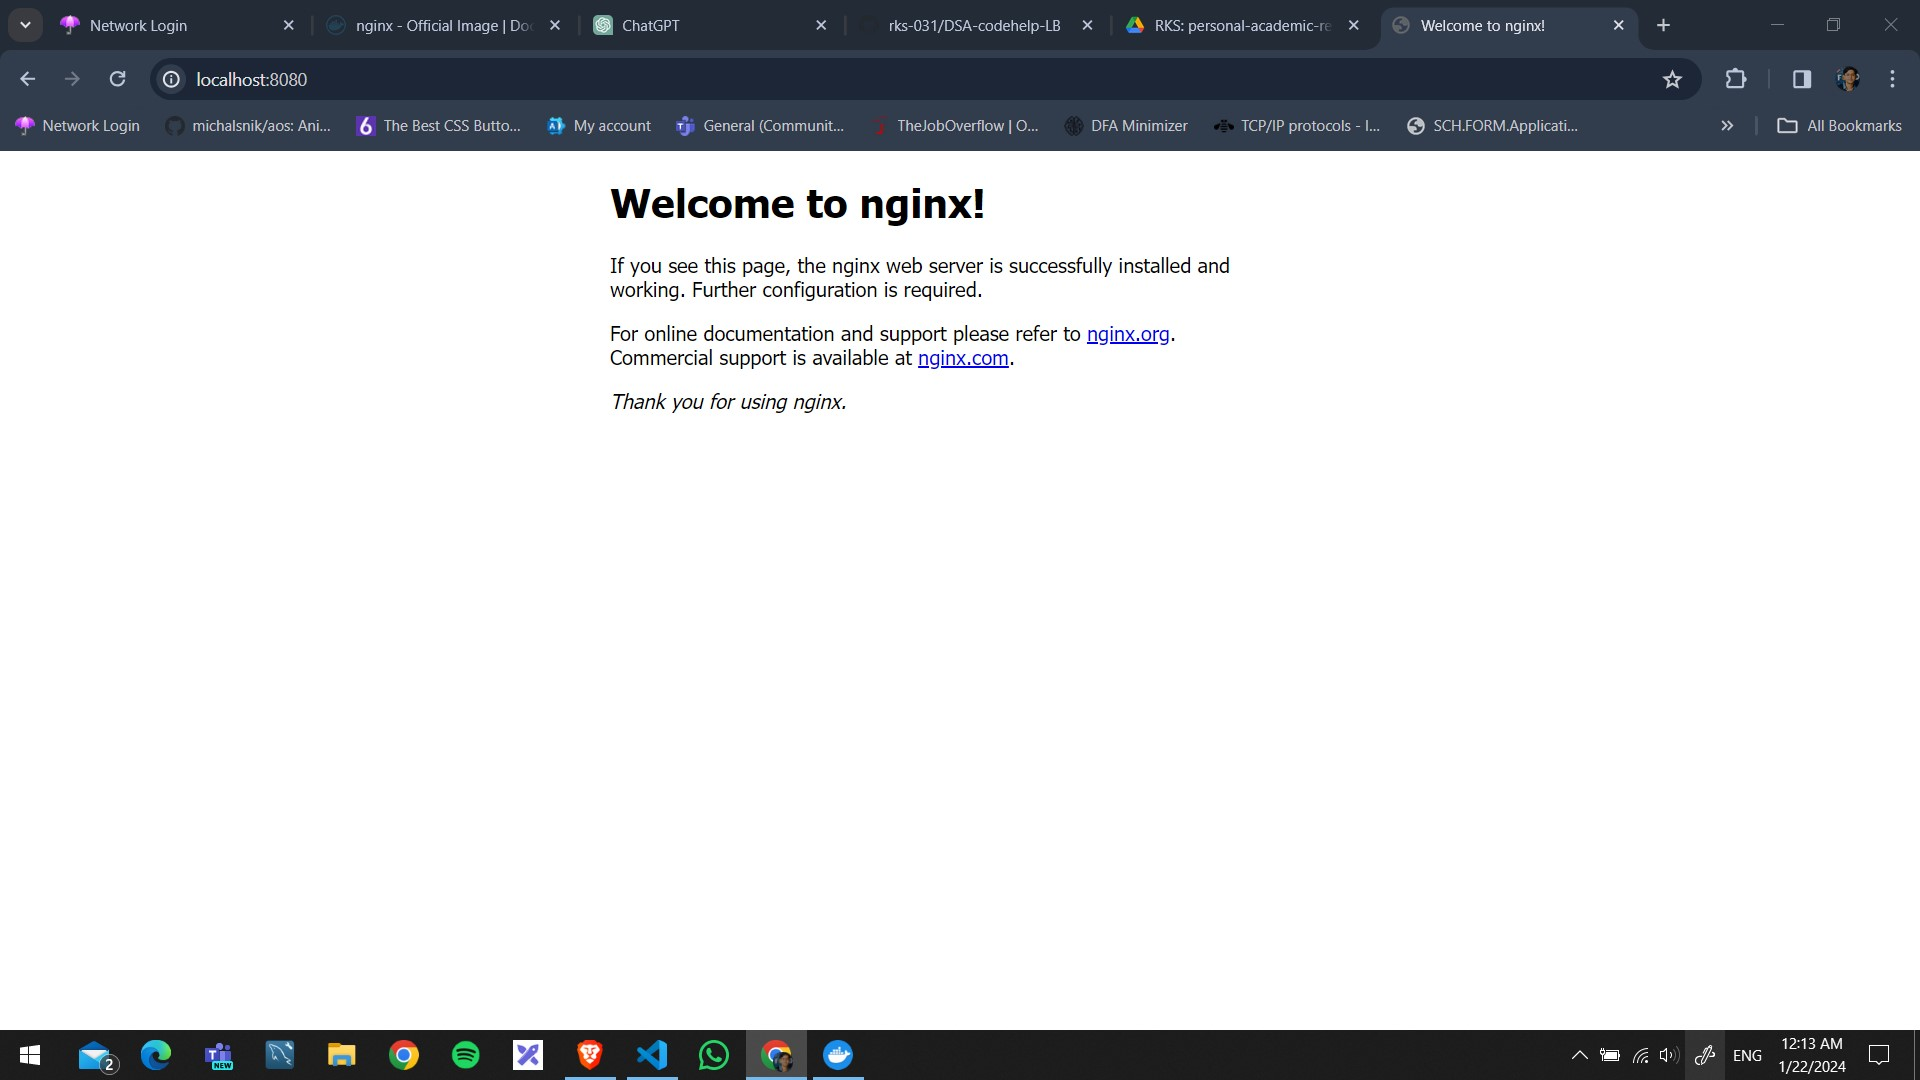 Network Login
nginx - Official Image | Doc
ChatGPT
rks-031/DSA-codehelp-LB
RKS: personal-academic-re
Welcome to nginx!
localhost:8080
Network Login
michalsnik/aos: Ani...
The Best CSS Butto...
My account
General (Communit...
TheJobOverflow | O...
DFA Minimizer
TCP/IP protocols - I...
SCH.FORM.Applicati...
All Bookmarks
Welcome to nginx!
If you see this page, the nginx web server is successfully installed and
working. Further configuration is required.
For online documentation and support please refer to nginx.org.
Commercial support is available at nginx.com.
Thank you for using nginx.
2
NEW
ENG
12:13 AM
1/22/2024